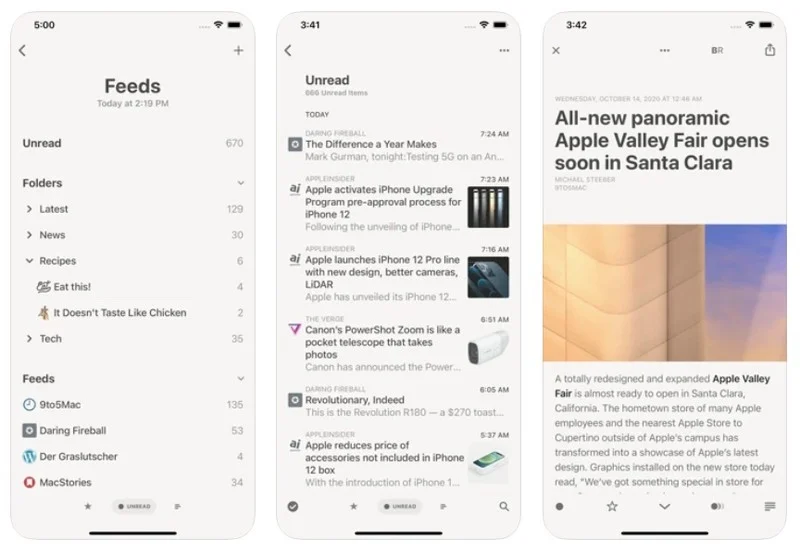 5:00
Feeds
Today at 2:19 PM
Unread 670
Folders
Latest 129
News 30
Recipes 6
Eat this! 4
It Doesn't Taste Like Chicken 2
Tech 35
Feeds
9to5Mac 135
Daring Fireball 53
Der Graslutscher 4
MacStories 34
UNREAD
3:41
Unread
666 Unread Items
TODAY
DARING FIREBALL 7:24 AM
The Difference a Year Makes
Mark Gurman, tonight:Testing 5G on an An...
APPLEINSIDER 7:23 AM
Apple activates iPhone Upgrade
Program pre-approval process for
iPhone 12
Following the unveiling of iPhone...
APPLEINSIDER 7:16 AM
Apple launches iPhone 12 Pro line
with new design, better cameras,
LiDAR
Apple has unveiled its iPhone 12...
THE VERGE 6:51 AM
Canon's PowerShot Zoom is like a
pocket telescope that takes
photos
Canon has announced the Power...
DARING FIREBALL 6:05 AM
Revolutionary, Indeed
This is the Revolution R180 — a $270 toast...
APPLEINSIDER 5:37 AM
Apple reduces price of
accessories not included in iPhone
12 box
With the introduction of iPhone 1...
UNREAD
3:42
BR
WEDNESDAY, OCTOBER 14, 2020 AT 12:46 AM
All-new panoramic
Apple Valley Fair opens
soon in Santa Clara
MICHAEL STEEBER
9TO5MAC
A totally redesigned and expanded Apple Valley
Fair is almost ready to open in Santa Clara,
California. The hometown store of many Apple
employees and the nearest Apple Store to
Cupertino outside of Apple's campus has
transformed into a showcase of Apple's latest
design. Graphics installed on the new store today
read, "We've got something special in store for